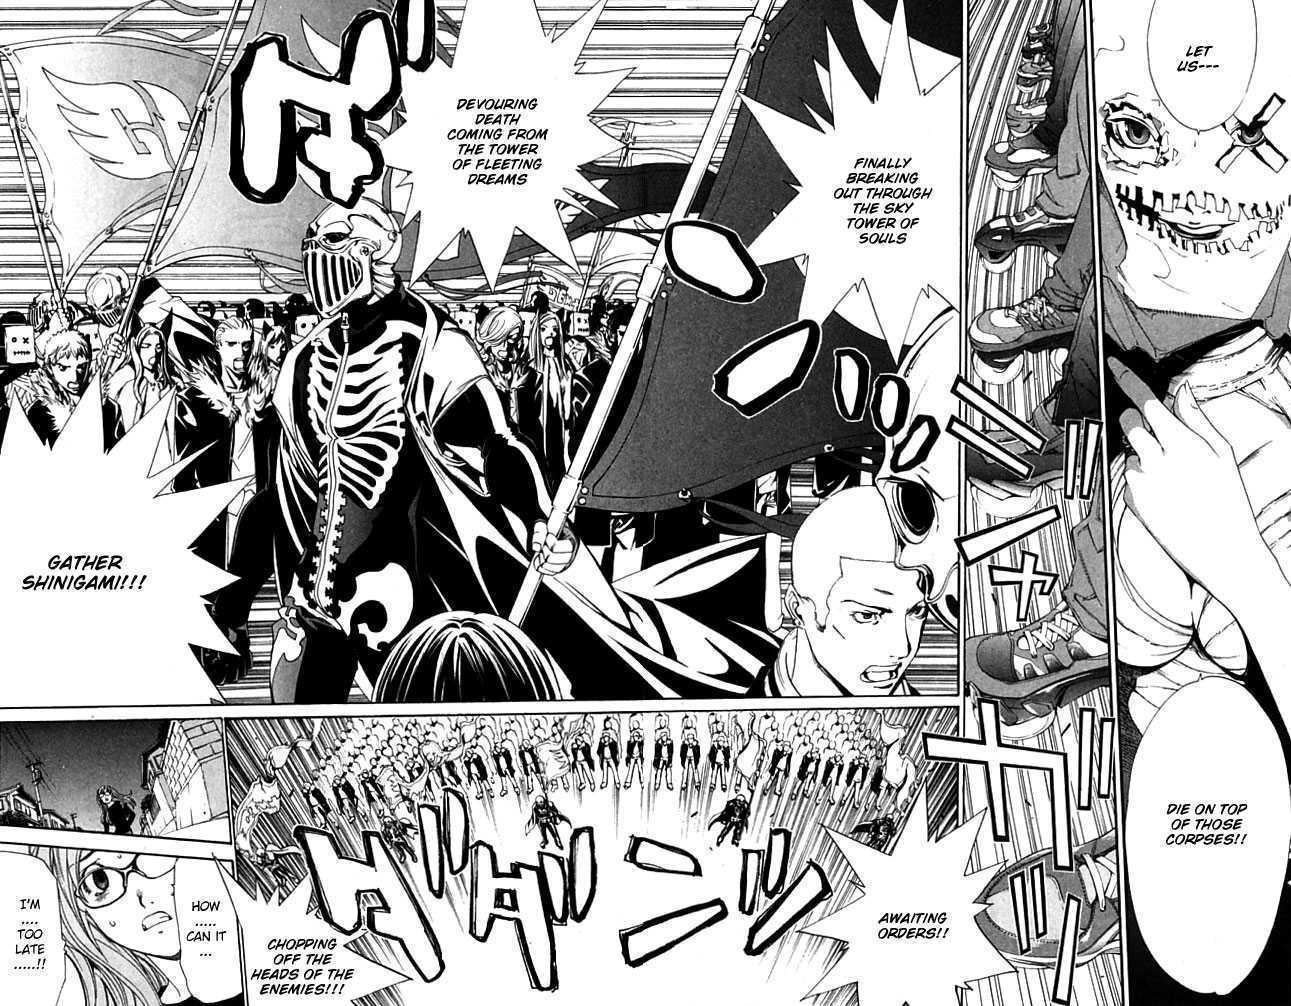 LET
US---
DIE ON TOP
OF THOSE
CORPSES!!
FINALLY
BREAKING
OUT THROUGH
THE SKY
TOWER OF
SOULS
DEVOURING
DEATH
COMING FROM
THE TOWER
OF FLEETING
DREAMS
GATHER
SHINIGAMI!!!
AWAITING
ORDERS!!
CHOPPING
OFF THE
HEADS OF THE
ENEMIES!!!
HOW
.....
CAN IT
...
I'M
....
TOO
LATE
.....!!